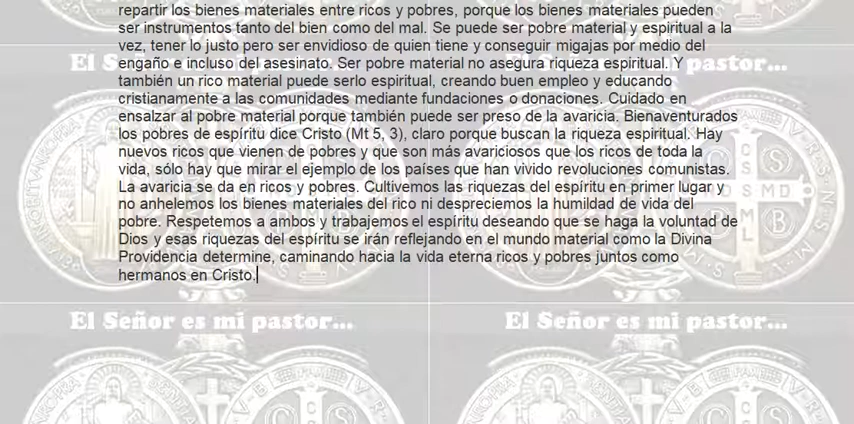 repartir los bienes materiales entre ricos y pobres, porque los bienes materiales pueden
ser instrumentos tanto del bien como del mal. Se puede ser pobre material y espiritual a la
vez, tener lo justo pero ser envidioso de quien tiene y conseguir migajas por medio del
engaño e incluso del asesinato. Ser pobre material no asegura riqueza espiritual. Y
El Señor es mi pastor...
también un rico material puede serlo espiritual, creando buen empleo y educando
cristianamente a las comunidades mediante fundaciones o donaciones. Cuidado en
ensalzar al pobre material porque también puede ser preso de la avaricia. Bienaventurados
los pobres de espíritu dice Cristo (Mt 5, 3), claro porque buscan la riqueza espiritual. Hay
nuevos ricos que vienen de pobres y que son más avariciosos que los ricos de toda la
vida, sólo hay que mirar el ejemplo de los países que han vivido revoluciones comunistas.
La avaricia se da en ricos y pobres. Cultivemos las riquezas del espíritu en primer lugar y
no anhelemos los bienes materiales del rico ni despreciemos la humildad de vida del
pobre. Respetemos a ambos y trabajemos el espíritu deseando que se haga la voluntad de
Dios y esas riquezas del espíritu se irán reflejando en el mundo material como la Divina
Providencia determine, caminando hacia la vida eterna ricos y pobres juntos como
hermanos en Cristo.
El Señor es mi pastor... El Señor es mi pastor...